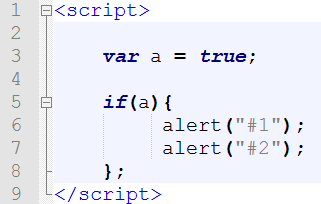 1 <script>
2
3 var a = true;
4
5 if(a){
6 alert("#1");
7 alert("#2");
8 };
9 </script>